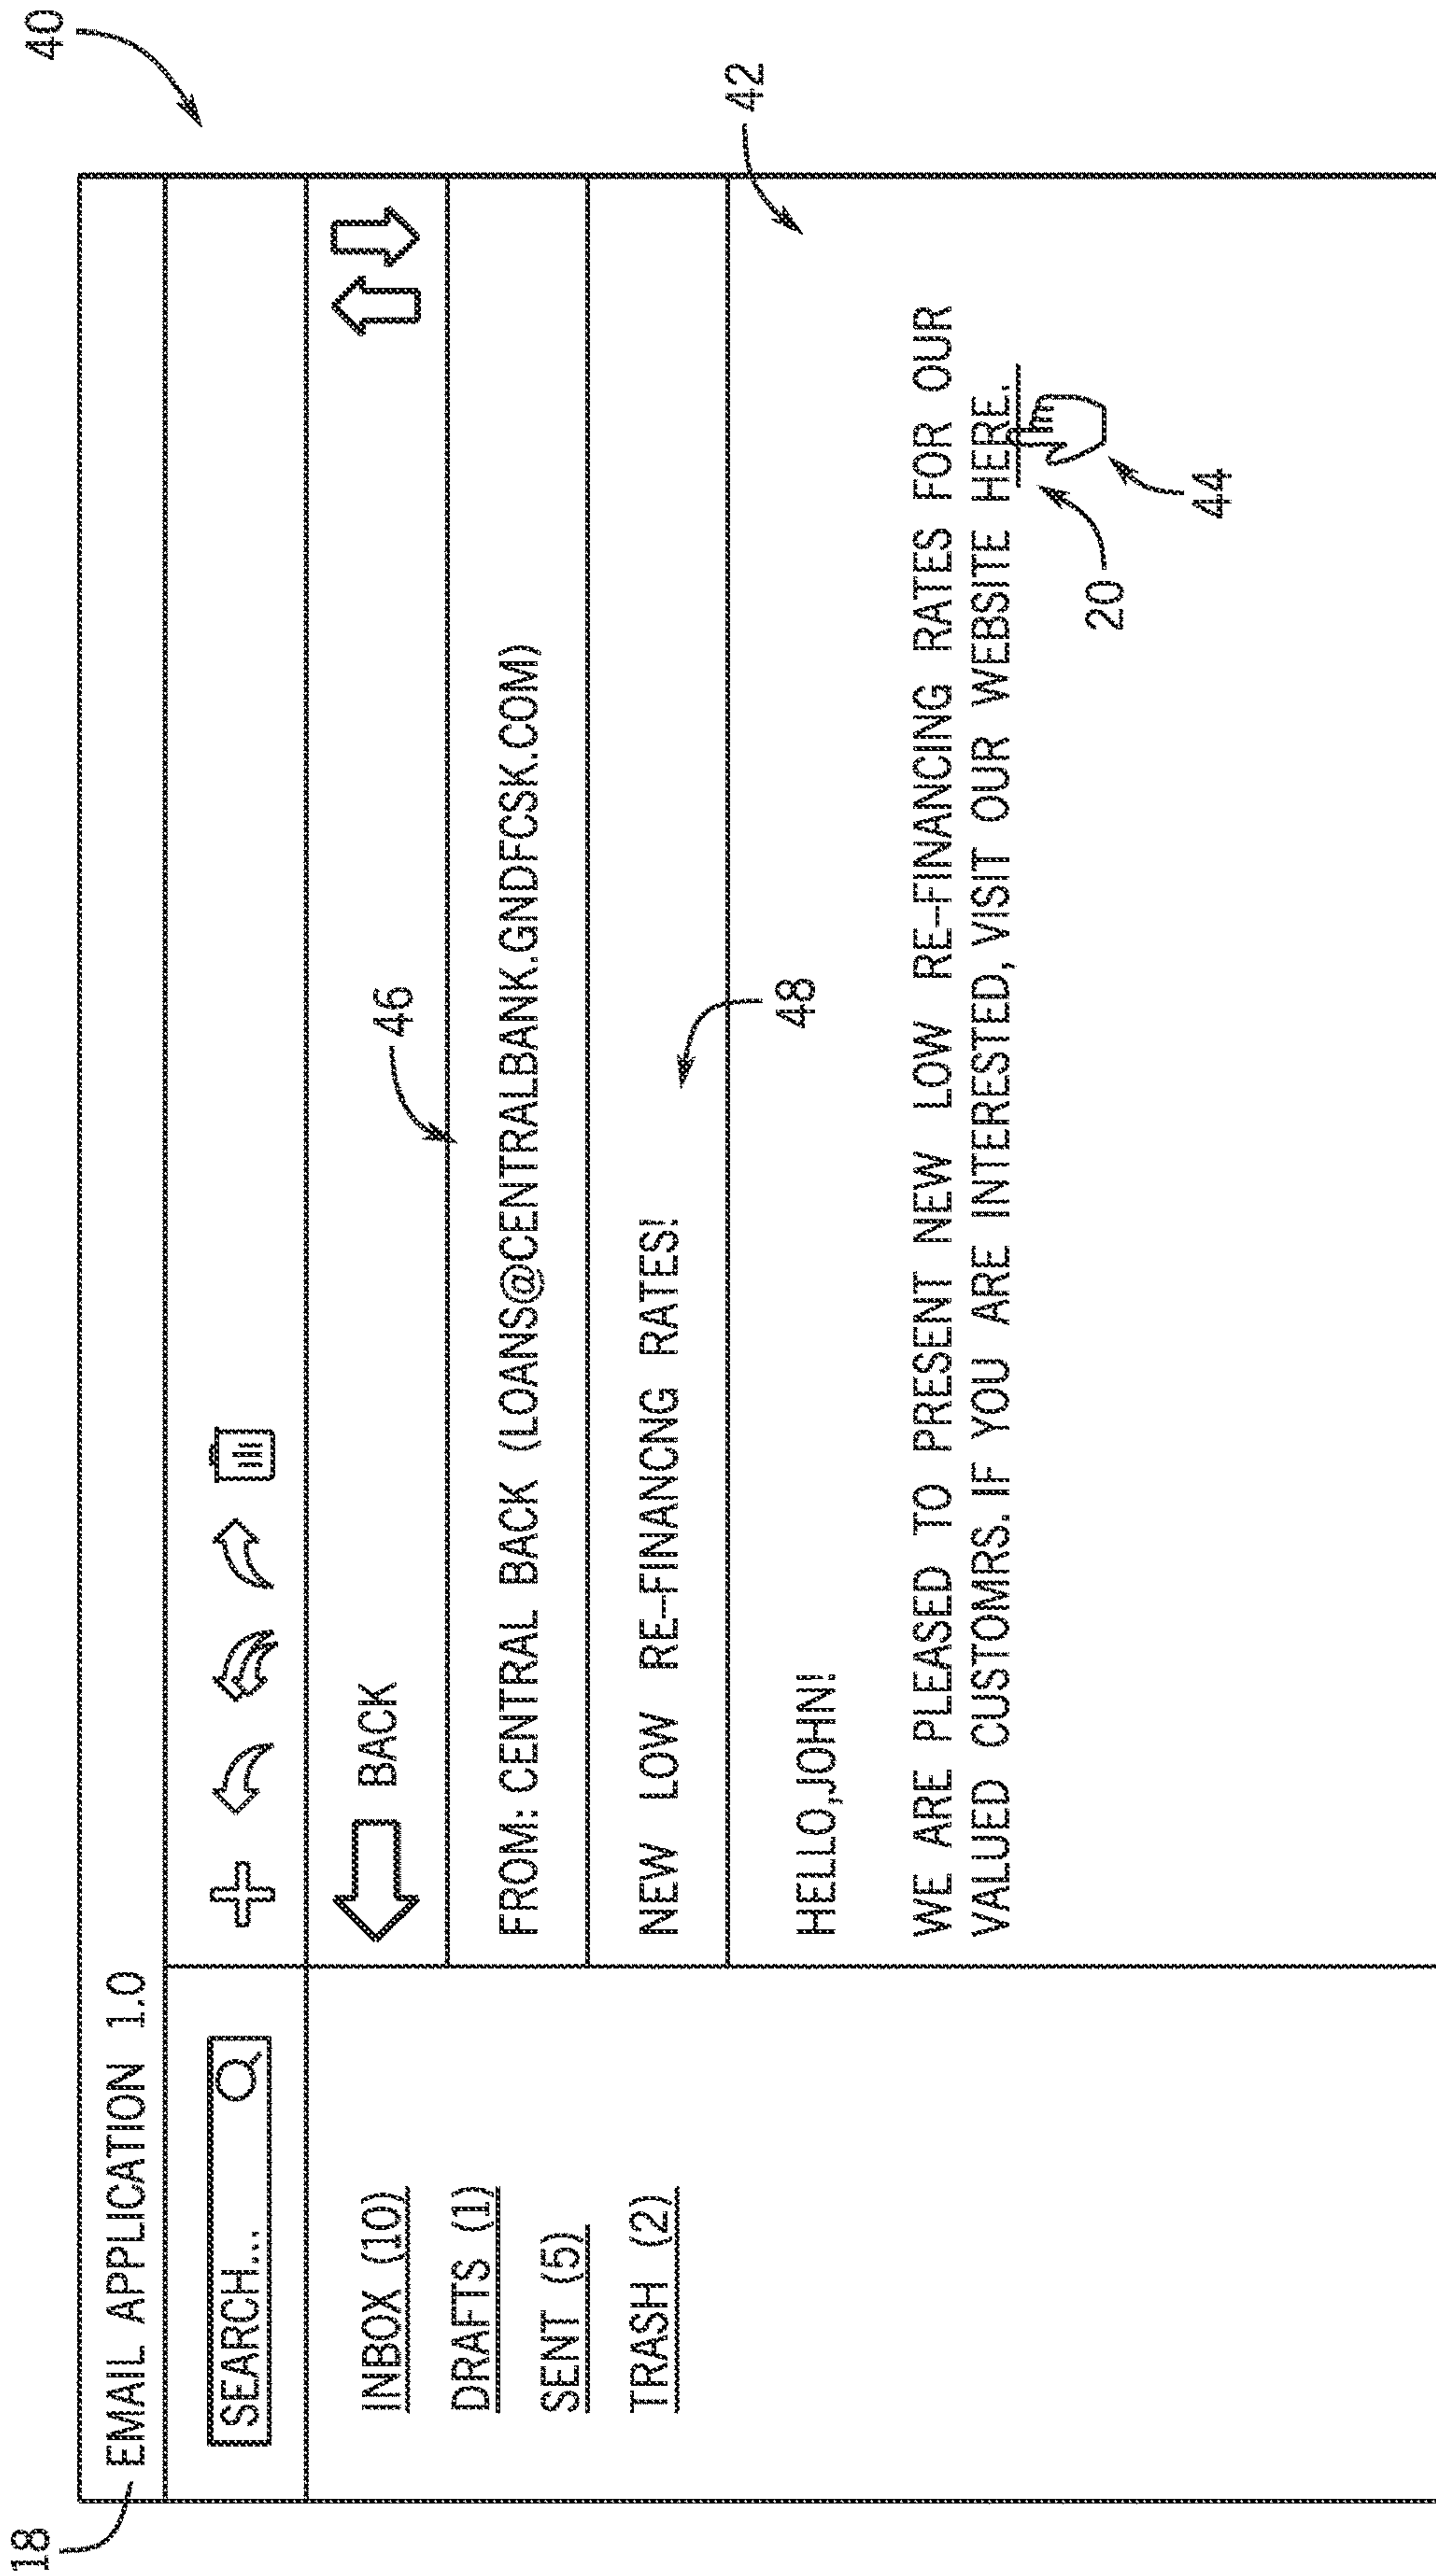 40
18
EMAIL APPLICATION 1.0
SEARCH...
BACK
INBOX (10)
DRAFTS (1)
SENT (5)
TRASH (2)
46
FROM: CENTRAL BACK (LOANS@CENTRALBANK.GNDFCSK.COM)
NEW LOW RE-FINANCING RATES!
48
42
HELLO,JOHN!
WE ARE PLEASED TO PRESENT NEW LOW RE-FINANCING RATES FOR OUR
VALUED CUSTOMRS. IF YOU ARE INTERESTED, VISIT OUR WEBSITE HERE.
20
44